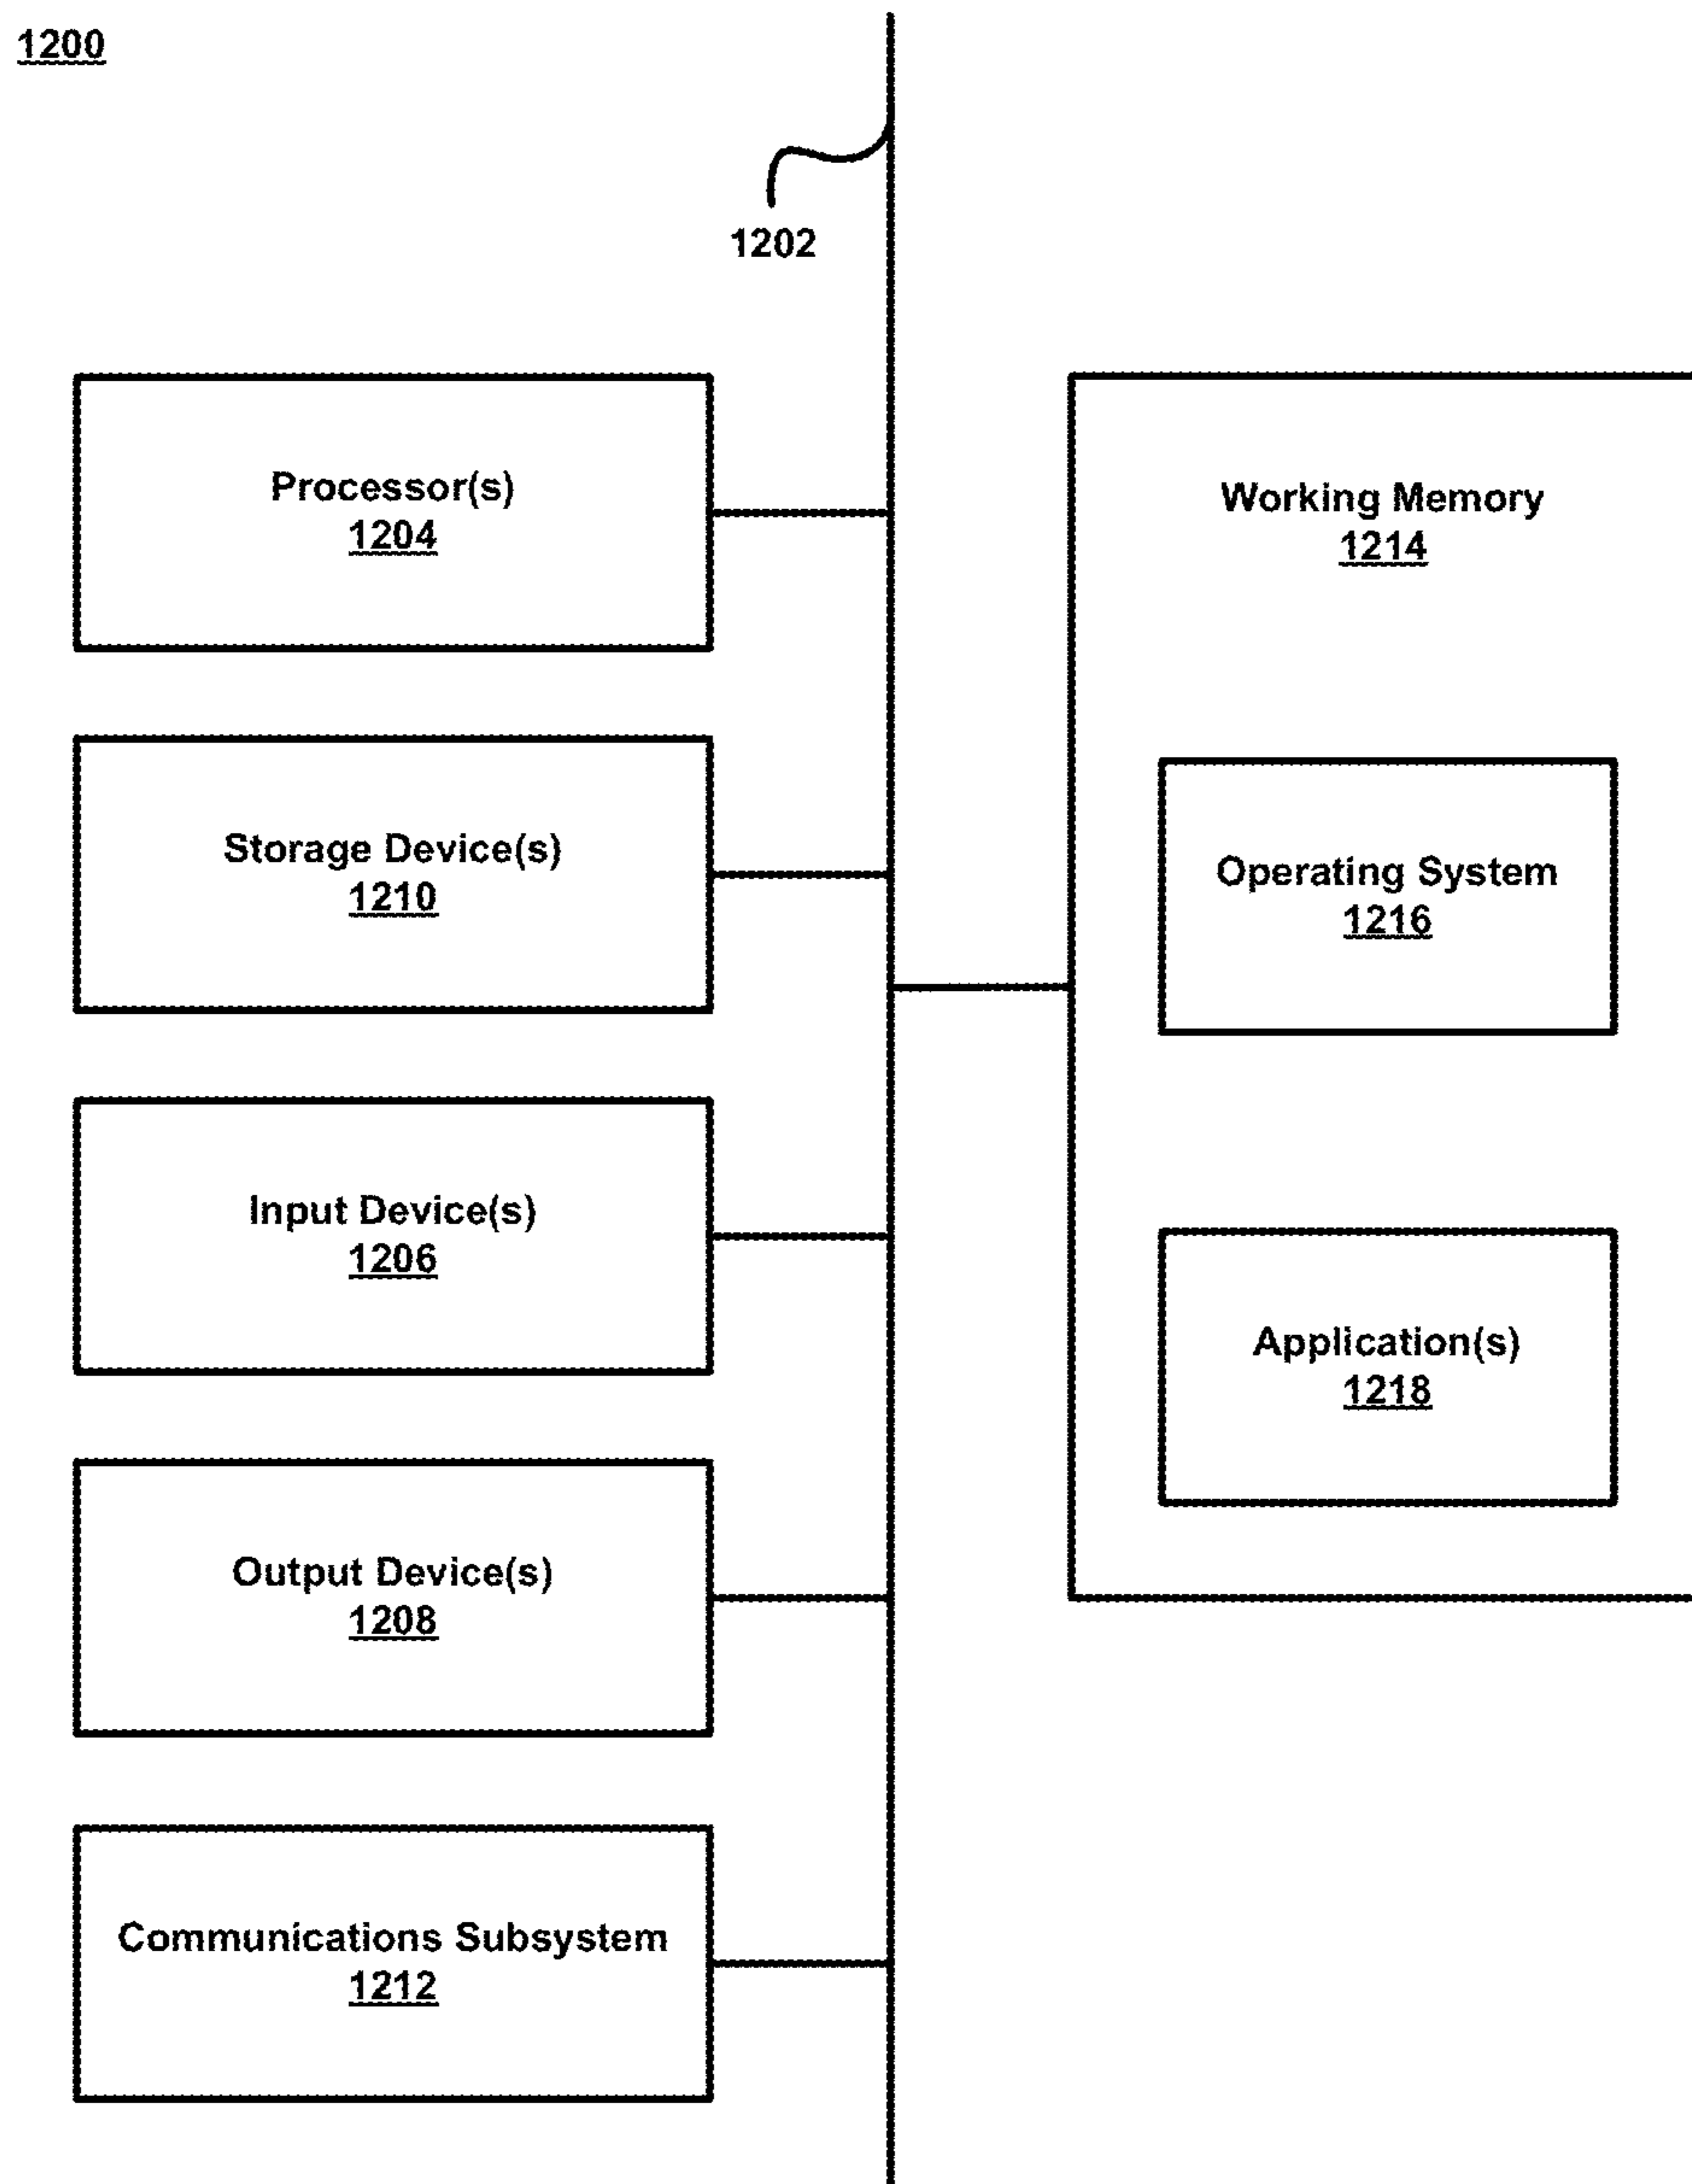 1200
1202
Processor(s)
1204
Storage Device(s)
1210
Input Device(s)
1206
Output Device(s)
1208
Communications Subsystem
1212
Working Memory
1214
Operating System
1216
Application(s)
1218